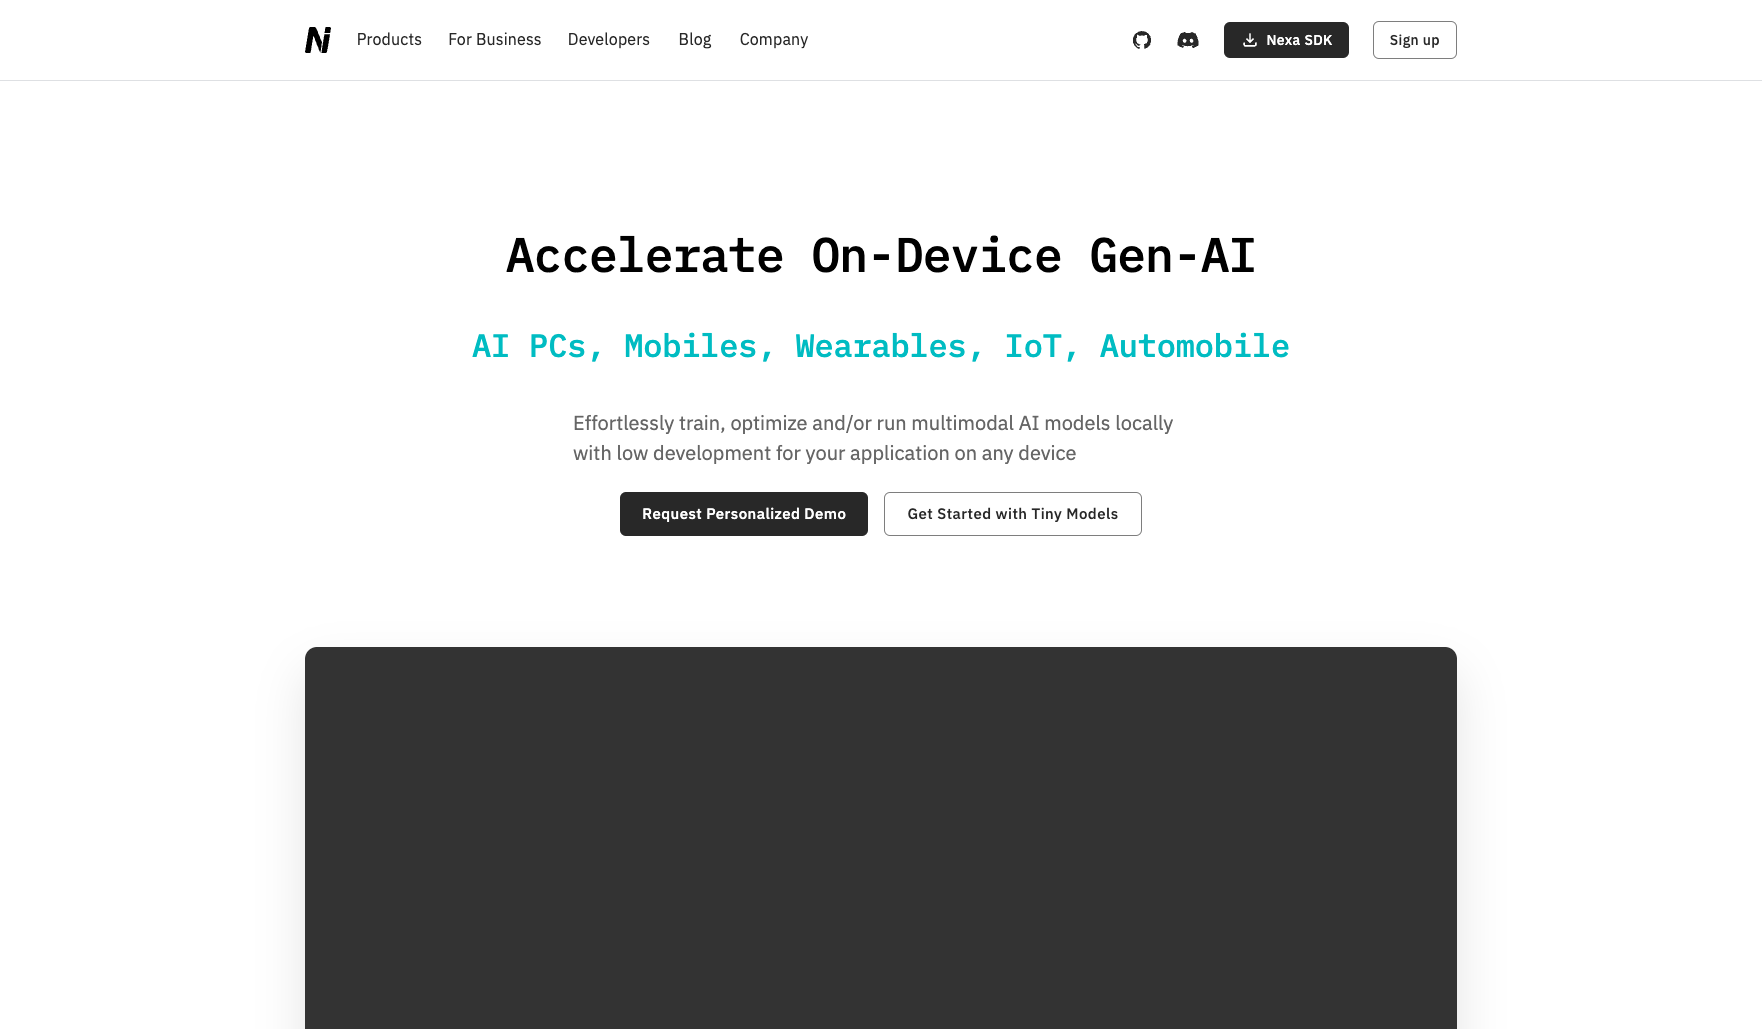 Products For Business Developers Blog Company Nexa SDK Sign up
Accelerate On-Device Gen-AI
AI PCs, Mobiles, Wearables, IoT, Automobile
Effortlessly train, optimize and/or run multimodal AI models locally
with low development for your application on any device
Request Personalized Demo Get Started with Tiny Models